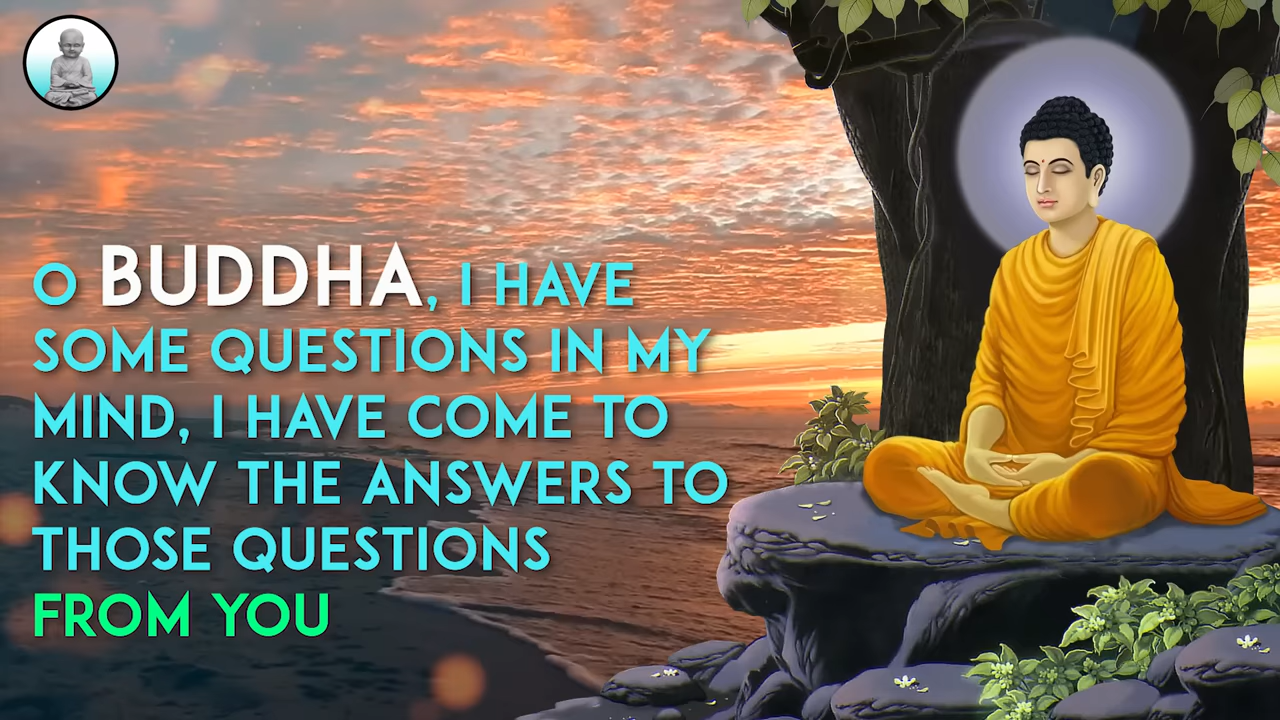 O BUDDHA, I HAVE
SOME QUESTIONS IN MY
MIND, I HAVE COME TO
KNOW THE ANSWERS TO
THOSE QUESTIONS
FROM YOU